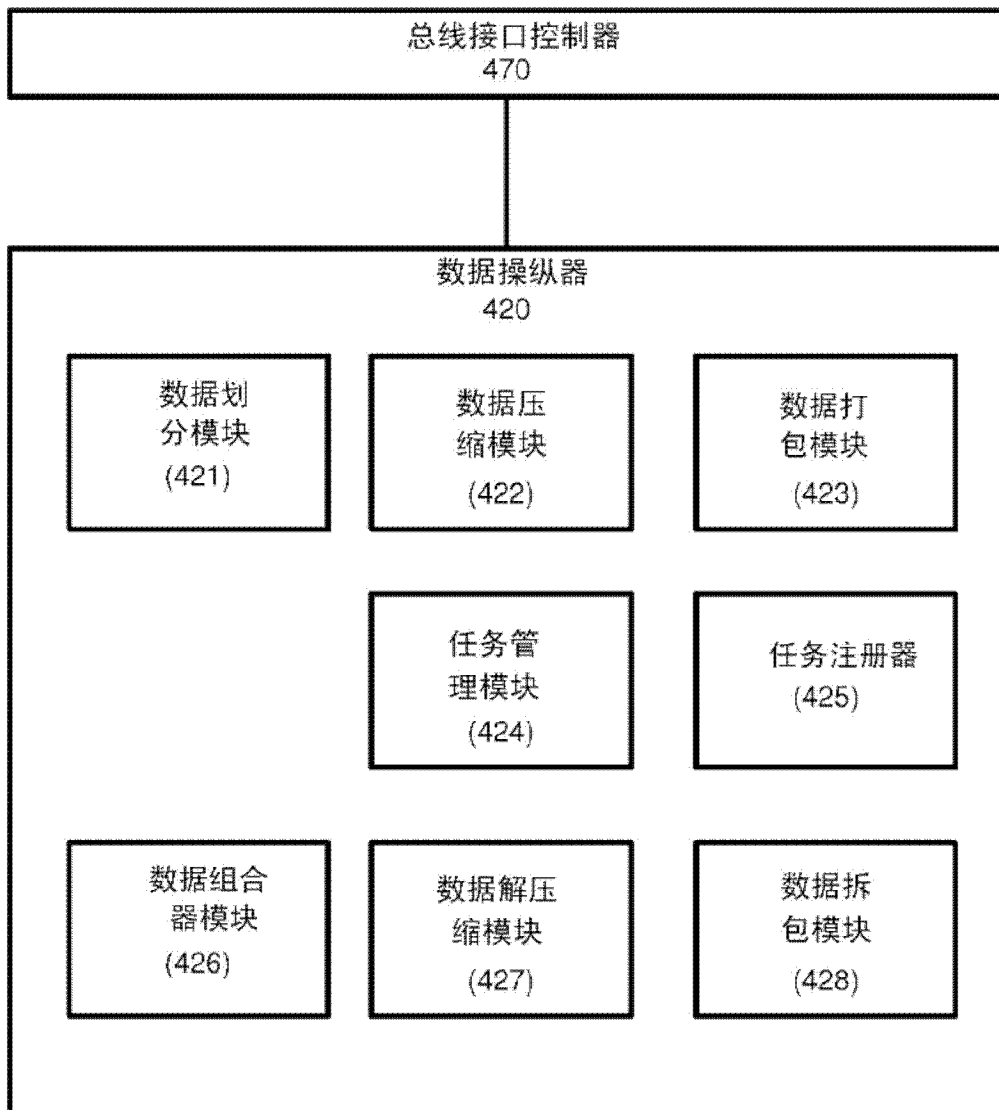 总线接口控制器
470
数据操纵器
420
数据划
分模块
(421)
数据压
缩模块
(422)
数据打
包模块
(423)
任务管
理模块
(424)
任务注册器
(425)
数据组合
器模块
(426)
数据解压
缩模块
(427)
数据拆
包模块
(428)